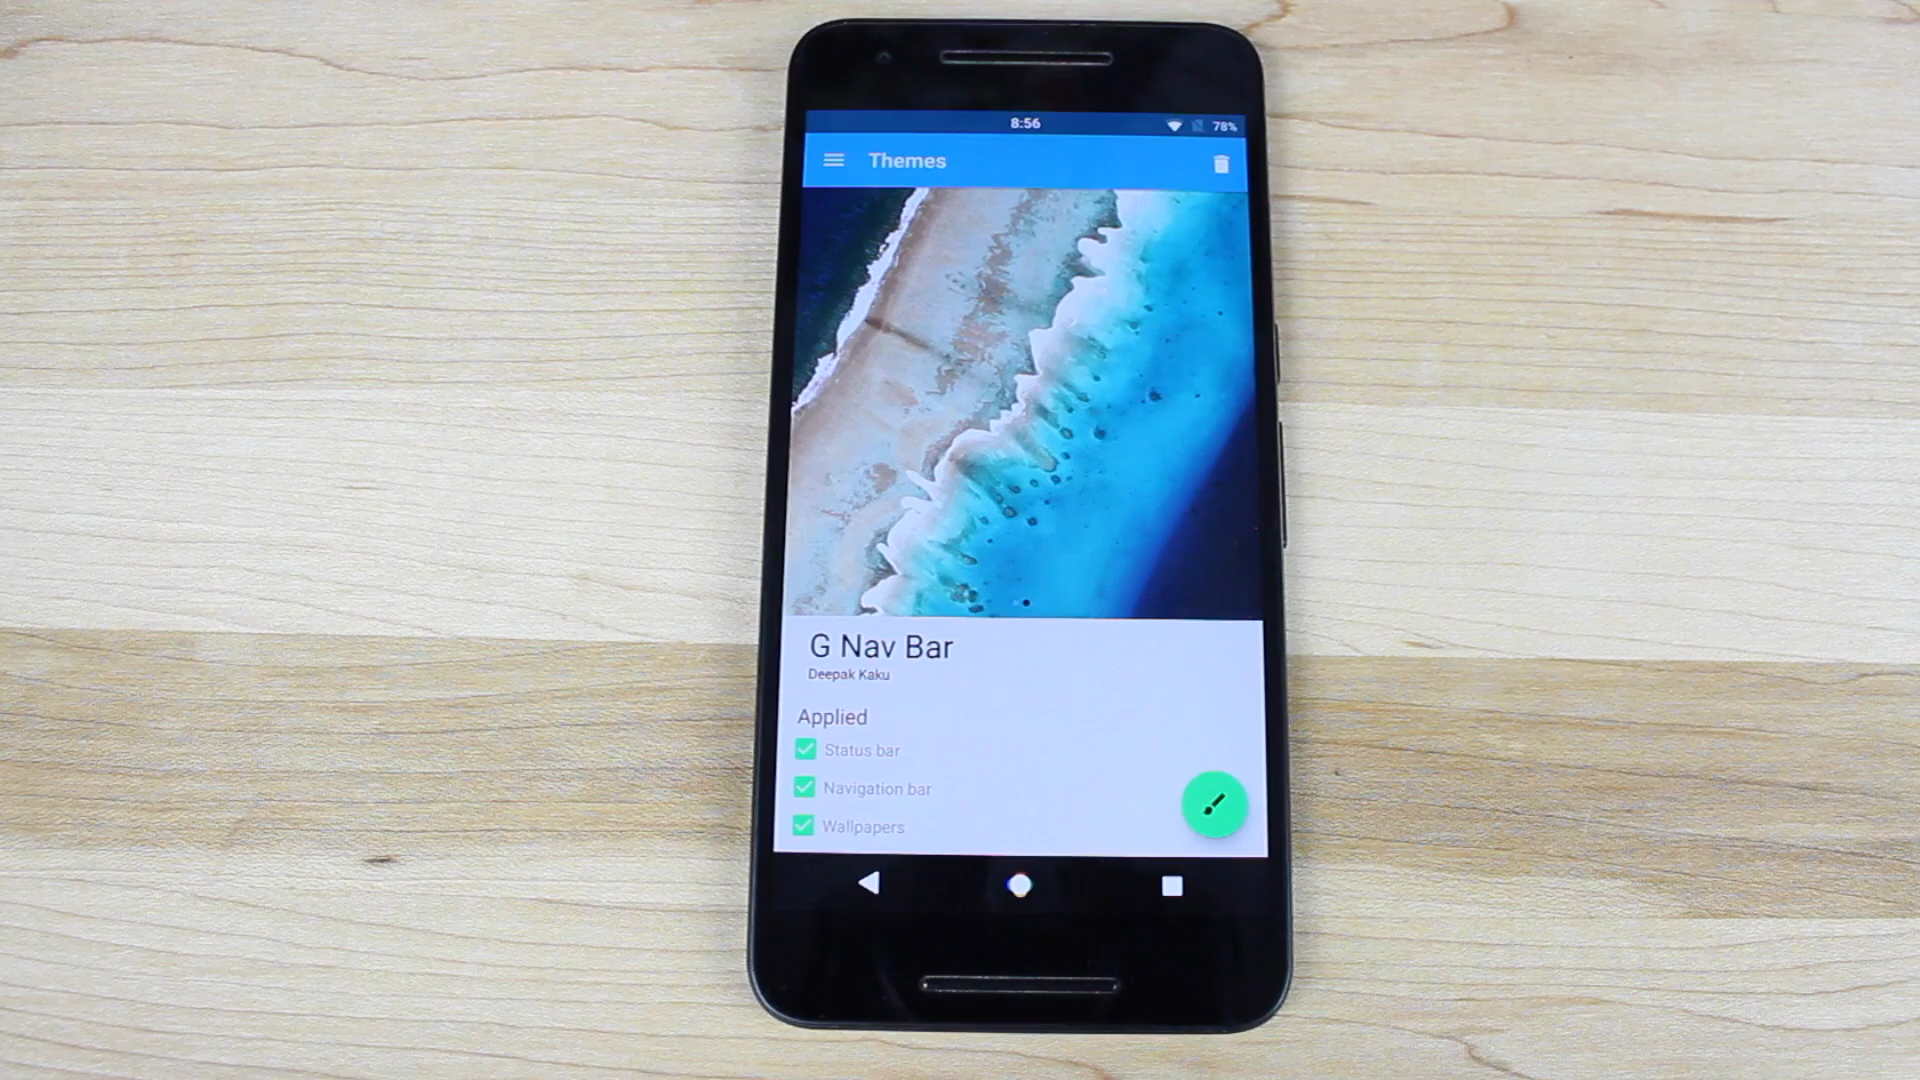 8:56
78%
Themes
G Nav Bar
Deepak Kaku
Applied
Status bar
Navigation bar
Wallpapers